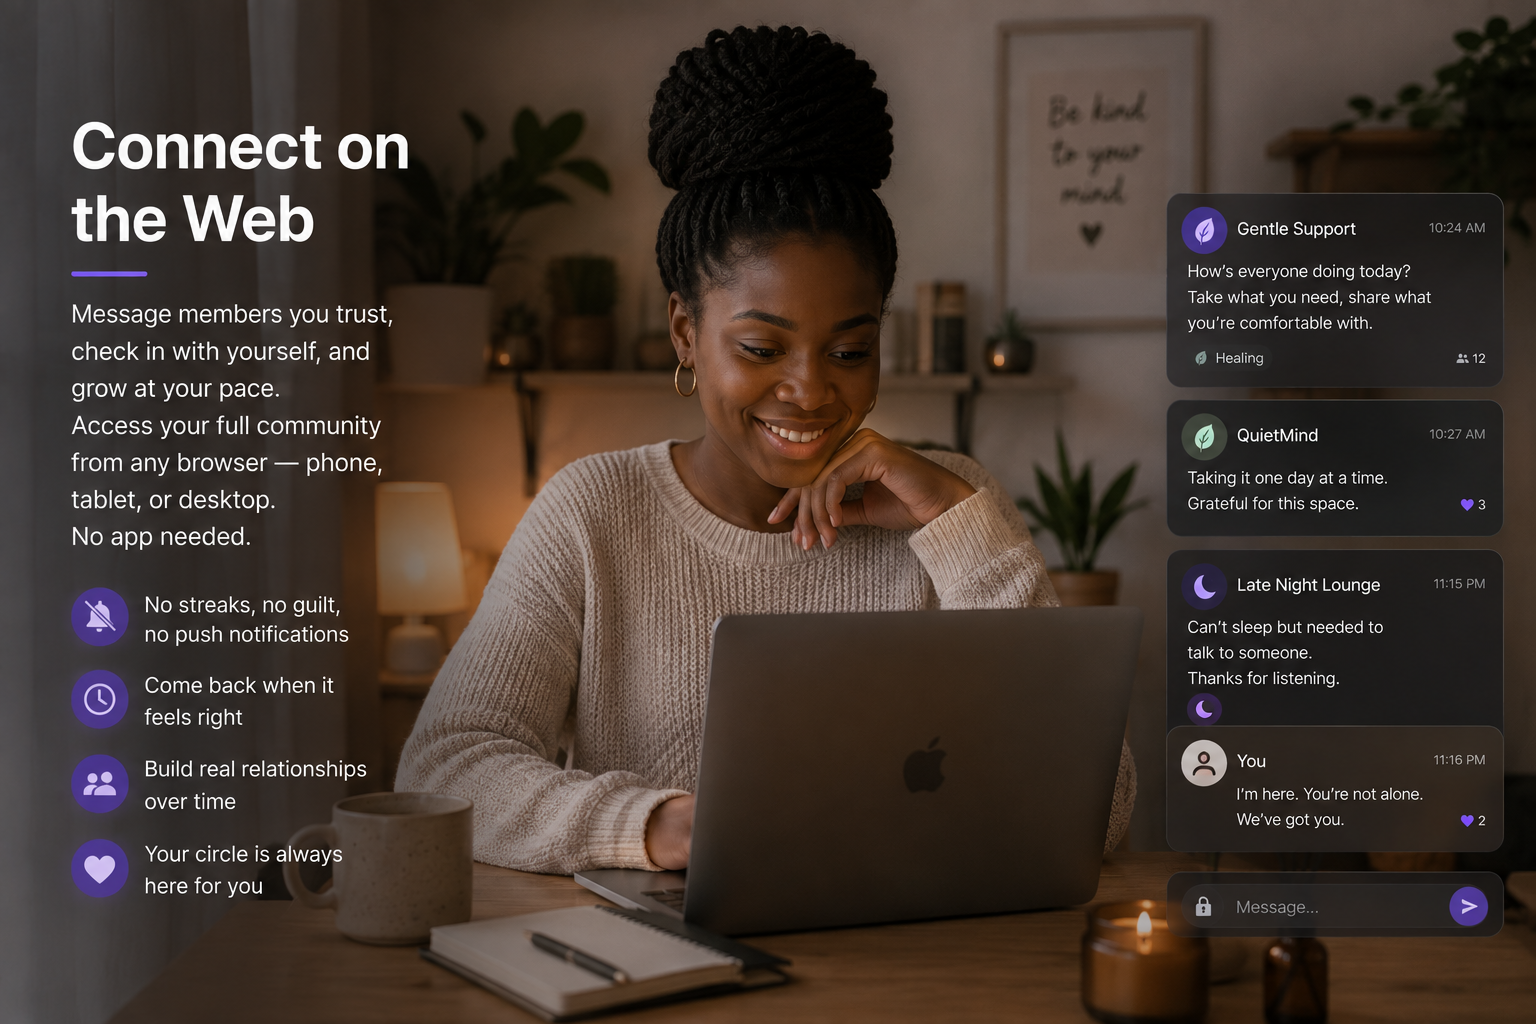 Connect on
the Web
Message members you trust,
check in with yourself, and
grow at your pace.
Access your full community
from any browser — phone,
tablet, or desktop.
No app needed.
No streaks, no guilt,
no push notifications
Come back when it
feels right
Build real relationships
over time
Your circle is always
here for you
Be kind
to your
mind
Gentle Support 10:24 AM
How's everyone doing today?
Take what you need, share what
you're comfortable with.
Healing 12
QuietMind 10:27 AM
Taking it one day at a time.
Grateful for this space. 3
Late Night Lounge 11:15 PM
Can't sleep but needed to
talk to someone.
Thanks for listening.
You 11:16 PM
I'm here. You're not alone.
We've got you. 2
Message...